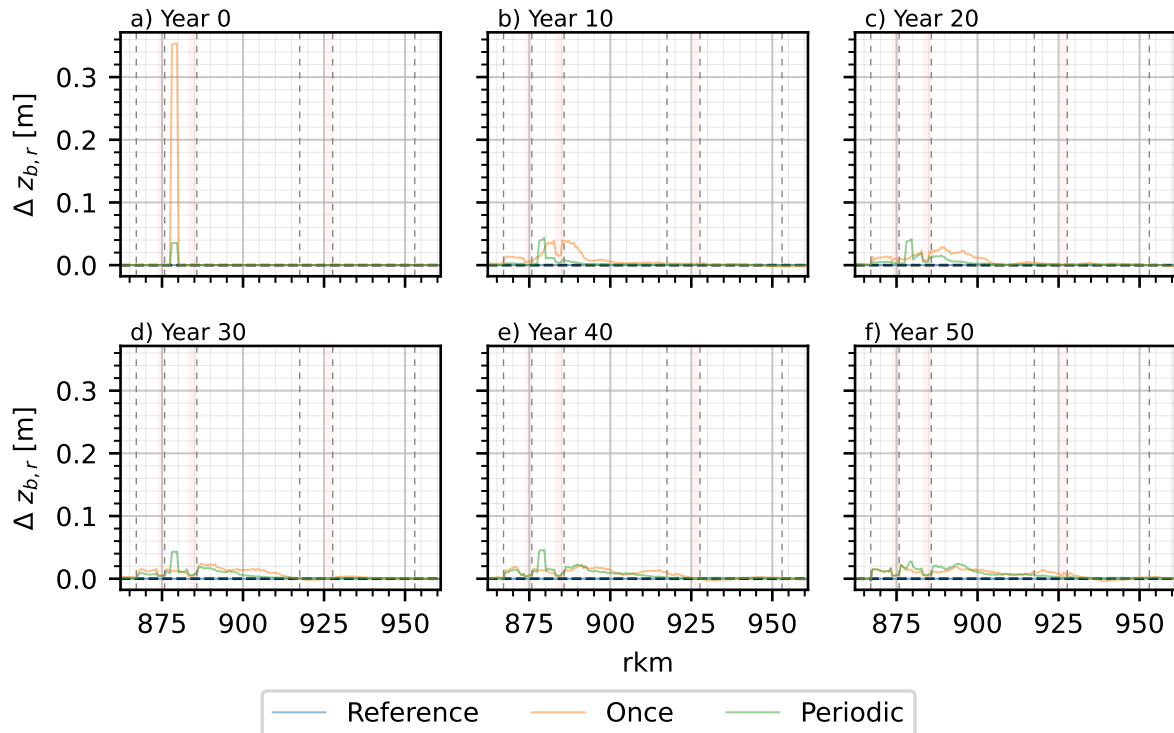 a) Year 0
b) Year 10
c) Year 20
0.3
0.2
0.1
0.0
Δ z_{b,r} [m]
d) Year 30
e) Year 40
f) Year 50
0.3
0.2
0.1
0.0
Δ z_{b,r} [m]
875 900 925 950
875 900 925 950
875 900 925 950
rkm
Reference Once Periodic